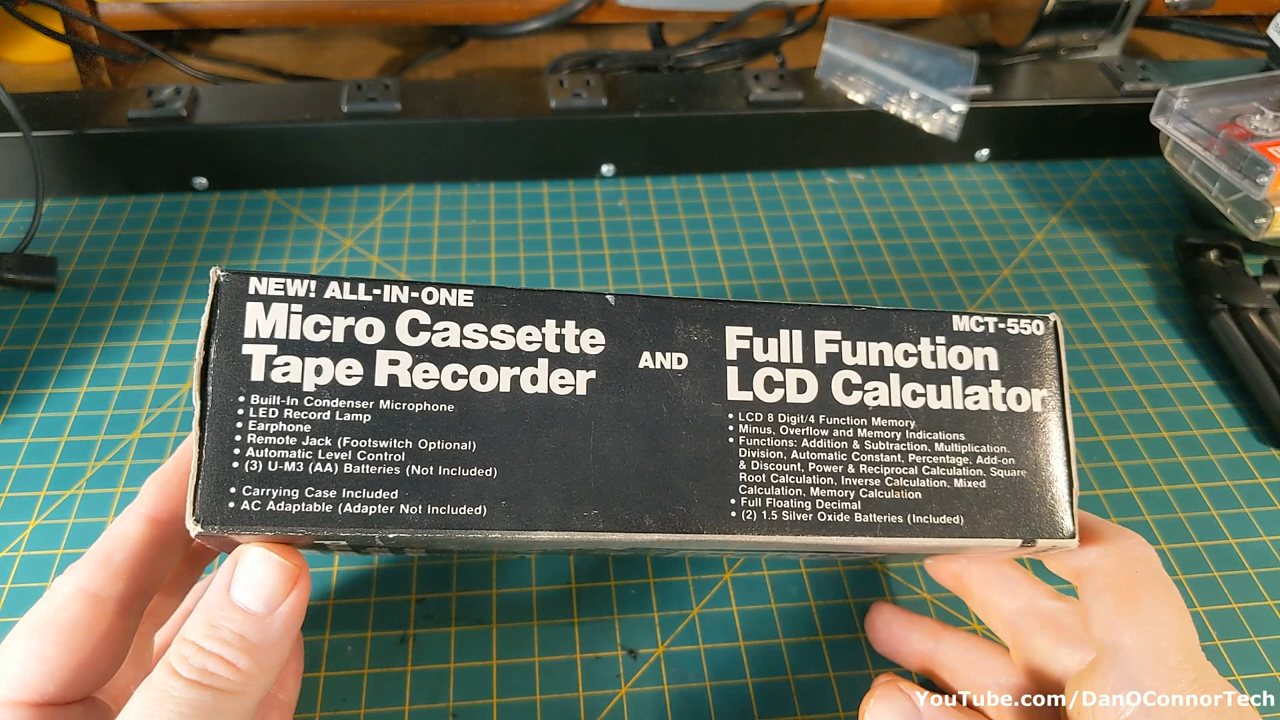 NEW! ALL-IN-ONE
Micro Cassette
Tape Recorder
• Built-In Condenser Microphone
• LED Record Lamp
• Earphone
• Remote Jack (Footswitch Optional)
• Automatic Level Control
• (3) U-M3 (AA) Batteries (Not Included)
• Carrying Case Included
• AC Adaptable (Adapter Not Included)
AND
MCT-550
Full Function
LCD Calculator
• LCD 8 Digit/4 Function Memory
• Minus, Overflow and Memory Indications
• Functions: Addition & Subtraction, Multiplication,
Division, Automatic Constant, Percentage, Add-on
& Discount, Power & Reciprocal Calculation, Square
Root Calculation, Inverse Calculation, Mixed
Calculation, Memory Calculation
• Full Floating Decimal
• (2) 1.5 Silver Oxide Batteries (Included)
YouTube.com/DanOConnorTech